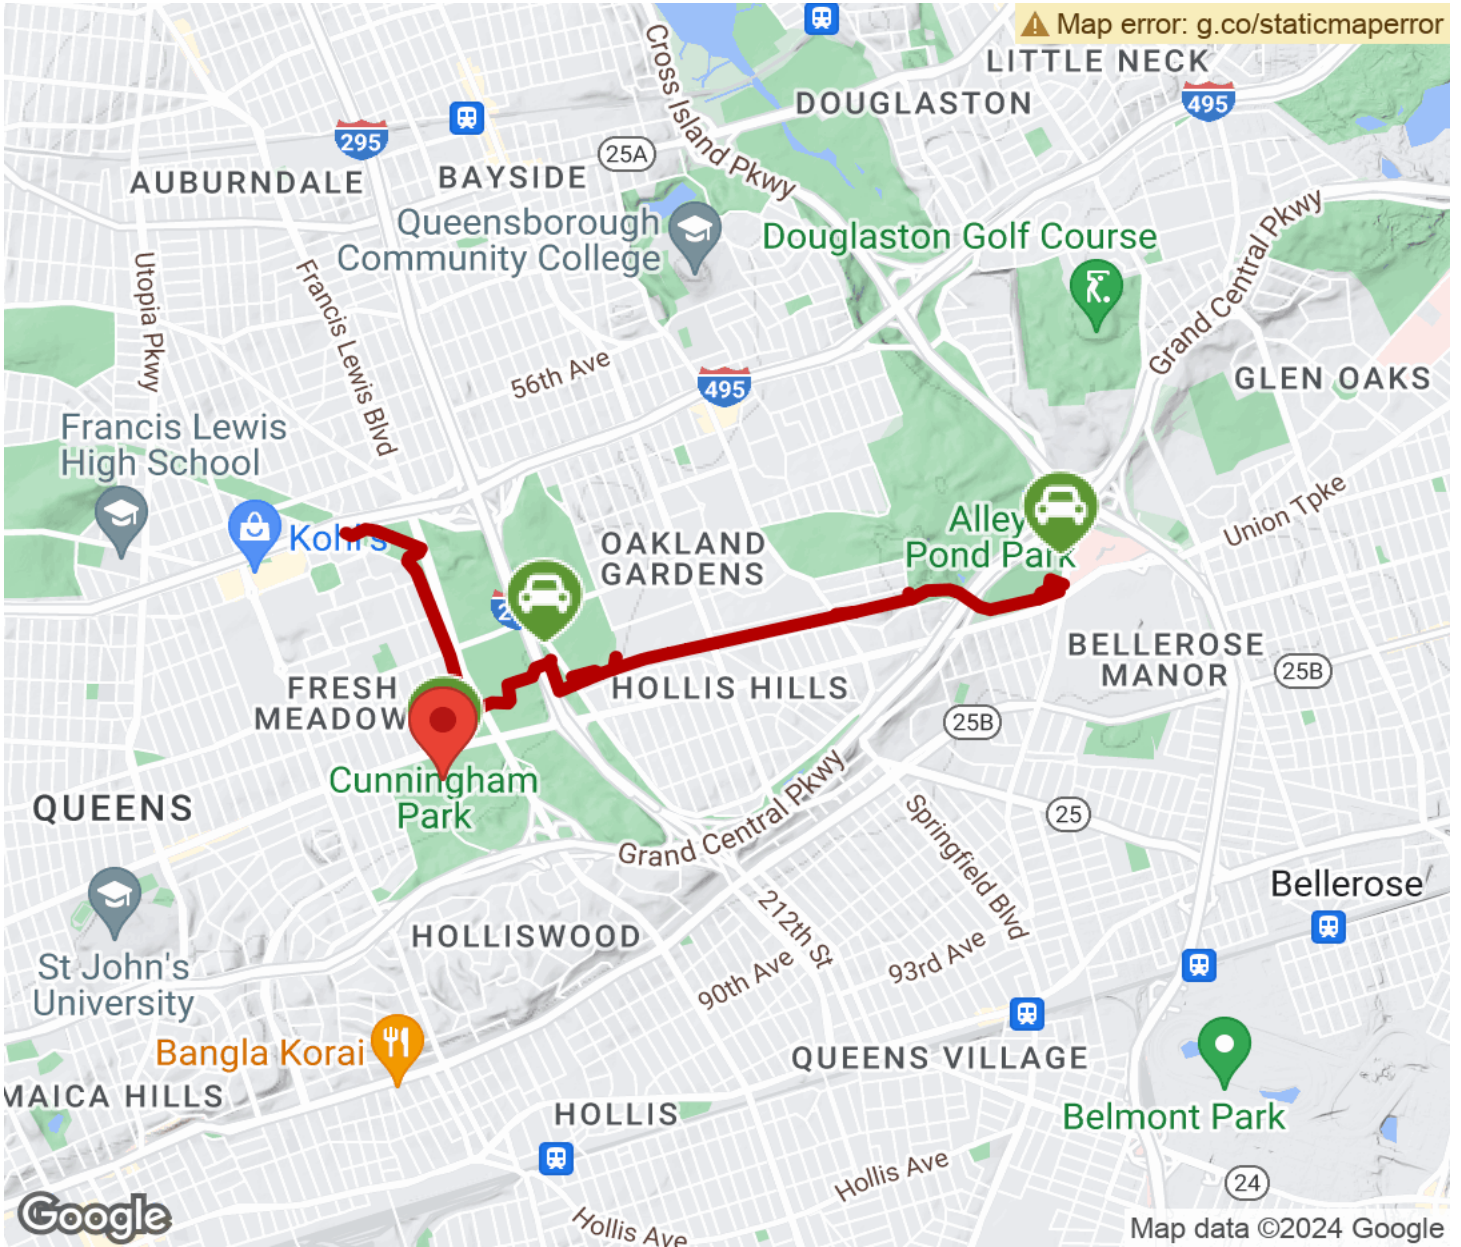 Map error: g.co/staticmaperror
LITTLE NECK
495
DOUGLASTON
Cross Island Pkwy
295
25A
AUBURNDALE
BAYSIDE
Queensborough
Community College
Douglaston Golf Course
Grand Central Pkwy
Utopia Pkwy
Francis Lewis Blvd
56th Ave
495
GLEN OAKS
Francis Lewis
High School
Kohl's
OAKLAND
GARDENS
Alley
Pond Park
Union Tpke
BELLEROSE
MANOR
25B
FRESH
MEADOW
HOLLIS HILLS
25B
Cunningham
Park
QUEENS
Grand Central Pkwy
25
Springfield Blvd
Bellerose
212th St
HOLLISWOOD
90th Ave
93rd Ave
St John's
University
Bangla Korai
QUEENS VILLAGE
MAICA HILLS
HOLLIS
Belmont Park
Hollis Ave
24
Hollis Ave
Google
Map data ©2024 Google